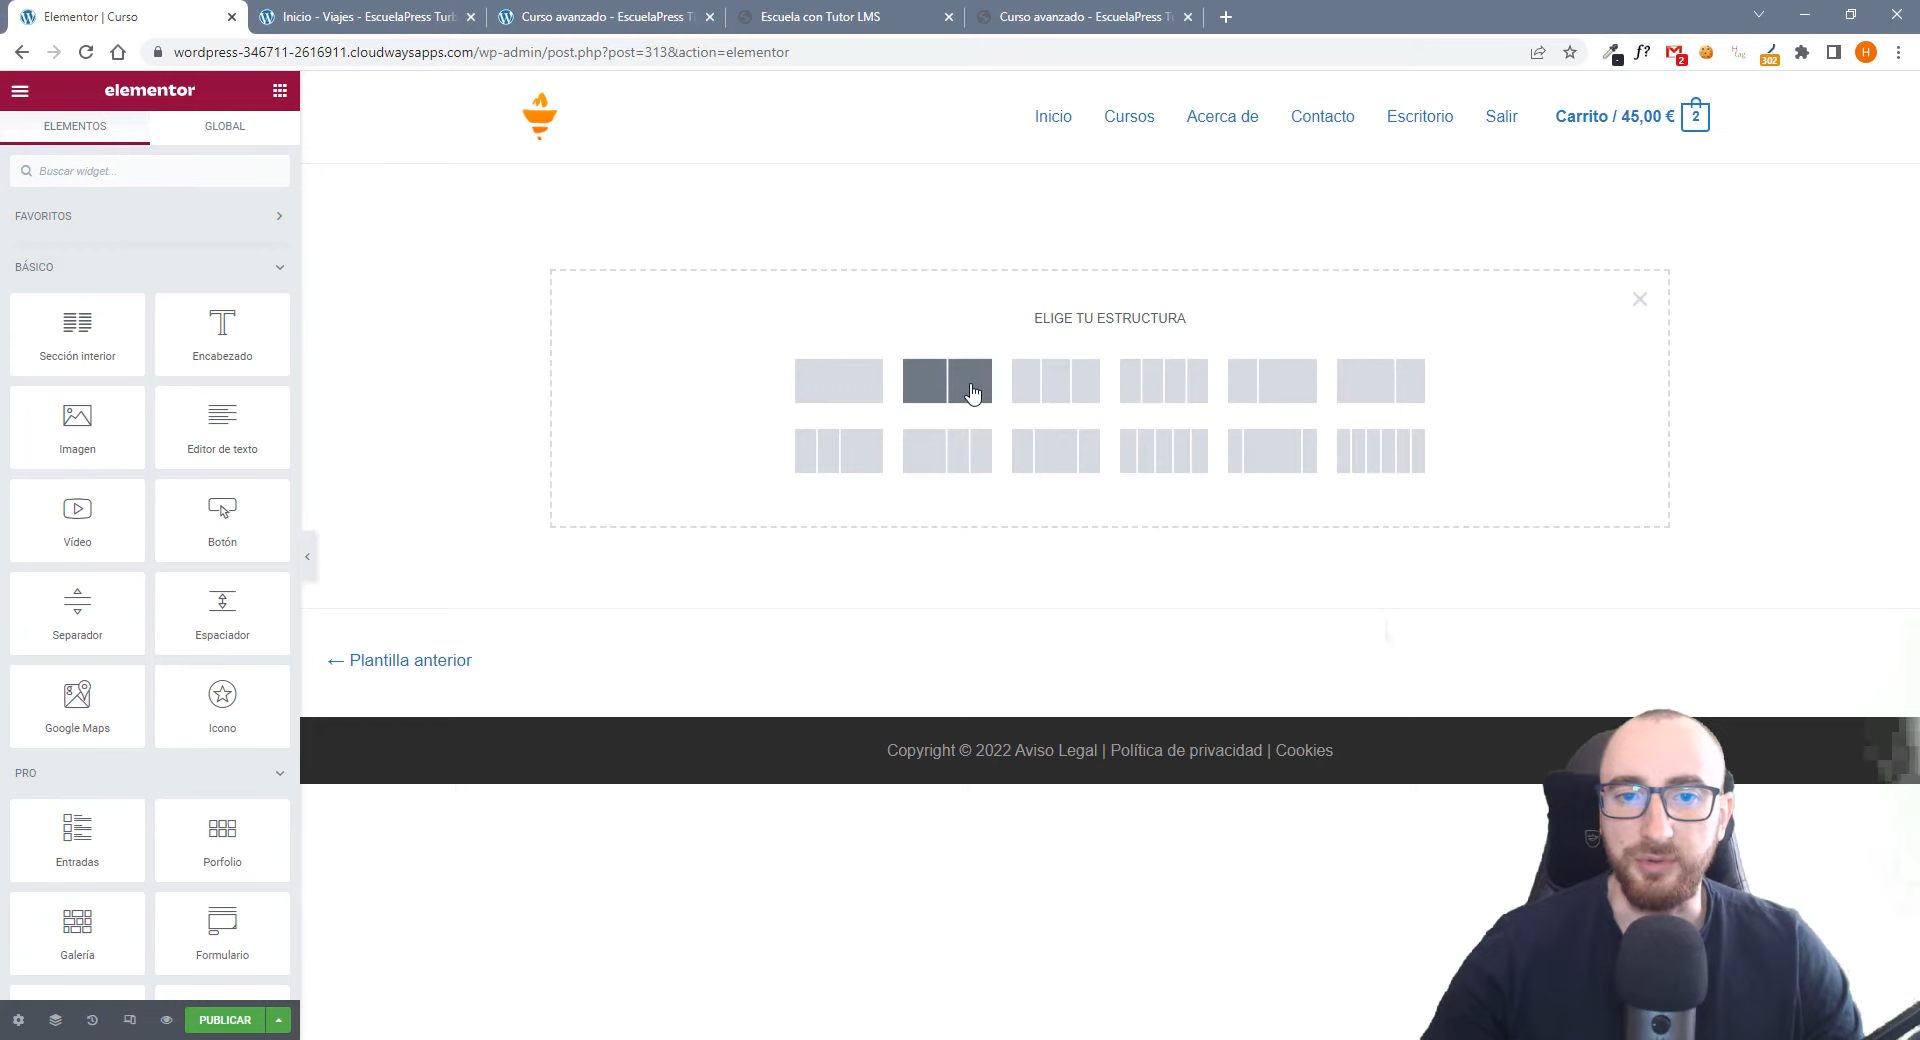 Elementor | Curso
Inicio - Viajes - EscuelaPress Turb
Curso avanzado - EscuelaPress T
Escuela con Tutor LMS
Curso avanzado - EscuelaPress T
wordpress-346711-2616911.cloudwaysapps.com/wp-admin/post.php?post=313&action=elementor
f?
2
H
tag
302
H
elementor
ELEMENTOS
GLOBAL
Buscar widget...
FAVORITOS
BÁSICO
Sección interior
Encabezado
Imagen
Editor de texto
Vídeo
Botón
Separador
Espaciador
Google Maps
Icono
PRO
Entradas
Porfolio
Galería
Formulario
PUBLICAR
Inicio
Cursos
Acerca de
Contacto
Escritorio
Salir
Carrito / 45,00 €
2
ELIGE TU ESTRUCTURA
← Plantilla anterior
Copyright © 2022 Aviso Legal | Política de privacidad | Cookies